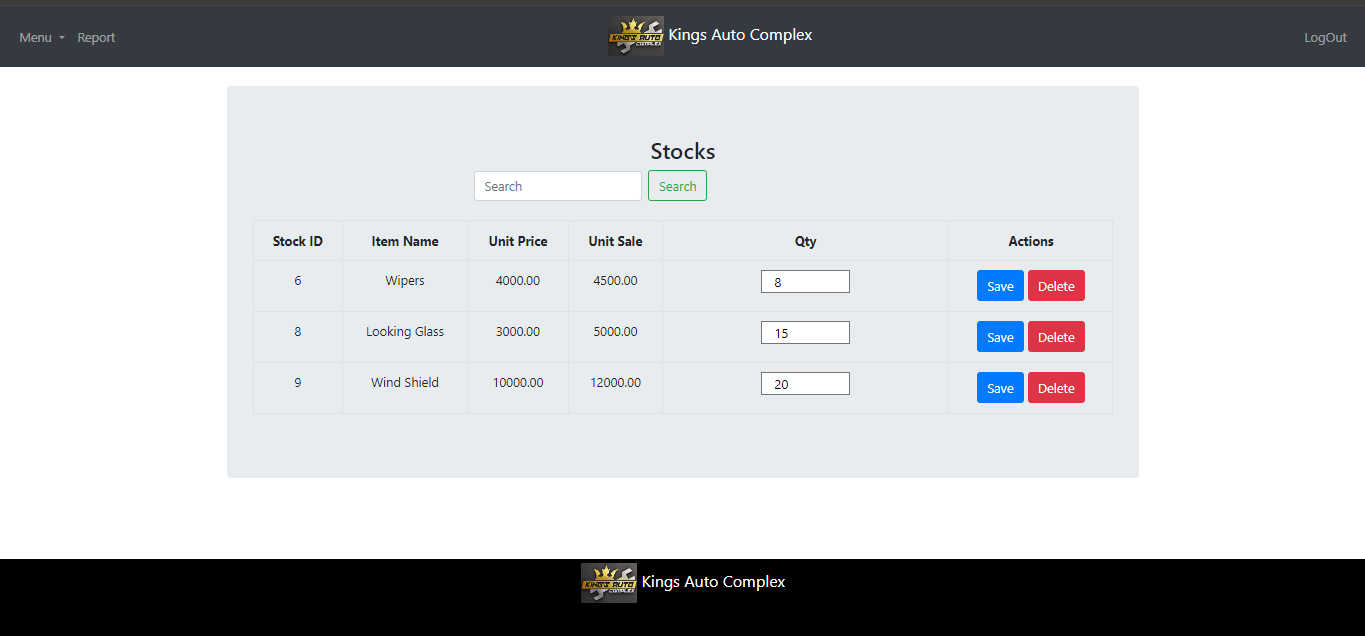 Menu Report KINGS AUTO COMPLEX Kings Auto Complex LogOut
Stocks
Search Search
Stock ID Item Name Unit Price Unit Sale Qty Actions
6 Wipers 4000.00 4500.00 8 Save Delete
8 Looking Glass 3000.00 5000.00 15 Save Delete
9 Wind Shield 10000.00 12000.00 20 Save Delete
KINGS AUTO COMPLEX Kings Auto Complex